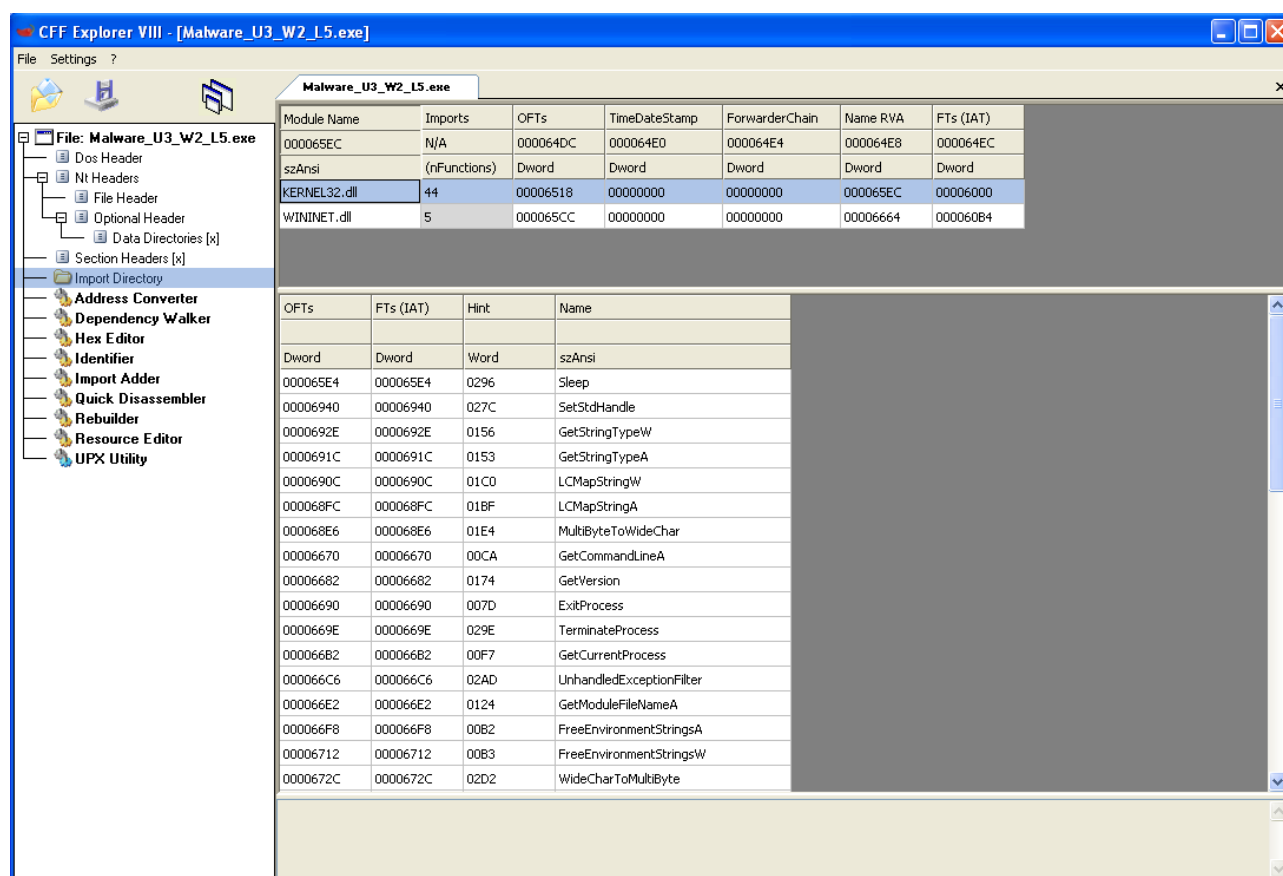 CFF Explorer VIII - [Malware_U3_W2_L5.exe]
File Settings ?
Malware_U3_W2_L5.exe
File: Malware_U3_W2_L5.exe
Dos Header
Nt Headers
File Header
Optional Header
Data Directories [x]
Section Headers [x]
Import Directory
Address Converter
Dependency Walker
Hex Editor
Identifier
Import Adder
Quick Disassembler
Rebuilder
Resource Editor
UPX Utility
Module Name Imports OFTs TimeDateStamp ForwarderChain Name RVA FTs (IAT)
000065EC N/A 000064DC 000064E0 000064E4 000064E8 000064EC
szAnsi (nFunctions) Dword Dword Dword Dword Dword
KERNEL32.dll 44 00006518 00000000 00000000 000065EC 00006000
WININET.dll 5 000065CC 00000000 00000000 00006664 000060B4
OFTs FTs (IAT) Hint Name
Dword Dword Word szAnsi
000065E4 000065E4 0296 Sleep
00006940 00006940 027C SetStdHandle
0000692E 0000692E 0156 GetStringTypeW
0000691C 0000691C 0153 GetStringTypeA
0000690C 0000690C 01C0 LCMapStringW
000068FC 000068FC 01BF LCMapStringA
000068E6 000068E6 01E4 MultiByteToWideChar
00006670 00006670 00CA GetCommandLineA
00006682 00006682 0174 GetVersion
00006690 00006690 007D ExitProcess
0000669E 0000669E 029E TerminateProcess
000066B2 000066B2 00F7 GetCurrentProcess
000066C6 000066C6 02AD UnhandledExceptionFilter
000066E2 000066E2 0124 GetModuleFileNameA
000066F8 000066F8 00B2 FreeEnvironmentStringsA
00006712 00006712 00B3 FreeEnvironmentStringsW
0000672C 0000672C 02D2 WideCharToMultiByte